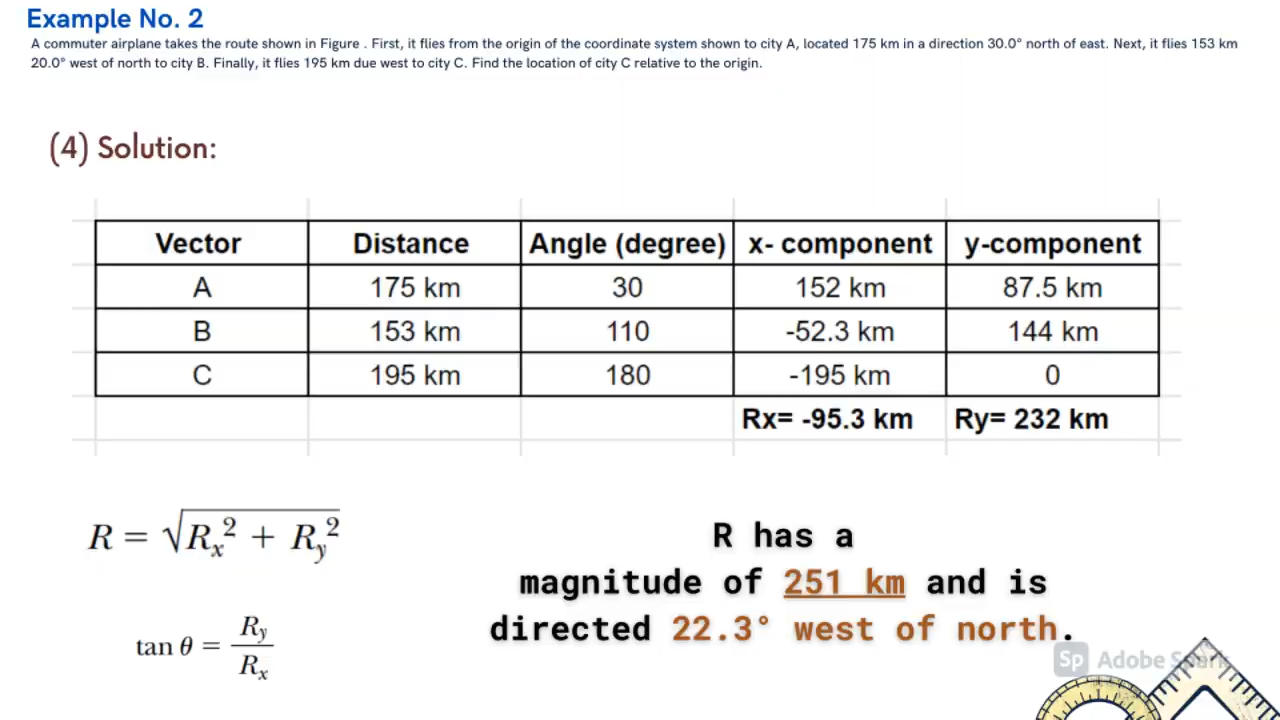 Example No. 2
A commuter airplane takes the route shown in Figure . First, it flies from the origin of the coordinate system shown to city A, located 175 km in a direction 30.0° north of east. Next, it flies 153 km
20.0° west of north to city B. Finally, it flies 195 km due west to city C. Find the location of city C relative to the origin.
(4) Solution:
Vector Distance Angle (degree) x- component y-component
A 175 km 30 152 km 87.5 km
B 153 km 110 -52.3 km 144 km
C 195 km 180 -195 km 0
Rx= -95.3 km Ry= 232 km
R = √(Rₓ² + Rᵧ²)
tan θ = Rᵧ / Rₓ
R has a
magnitude of 251 km and is
directed 22.3° west of north.
Sp Adobe Spark